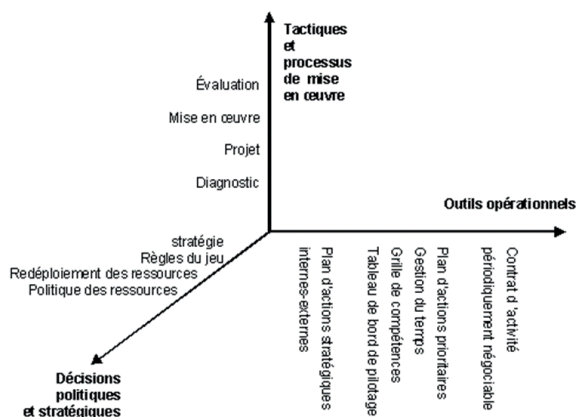 Tactiques
et
processus
de mise
en œuvre
Évaluation
Mise en œuvre
Projet
Diagnostic
Outils opérationnels
stratégie
Règles du jeu
Redéploiement des ressources
Politique des ressources
Décisions
politiques
et stratégiques
Plan d'actions stratégiques
internes-externes
Tableau de bord de pilotage
Grille de compétences
Gestion du temps
Plan d'actions prioritaires
Contrat d 'activité
périodiquement négociable